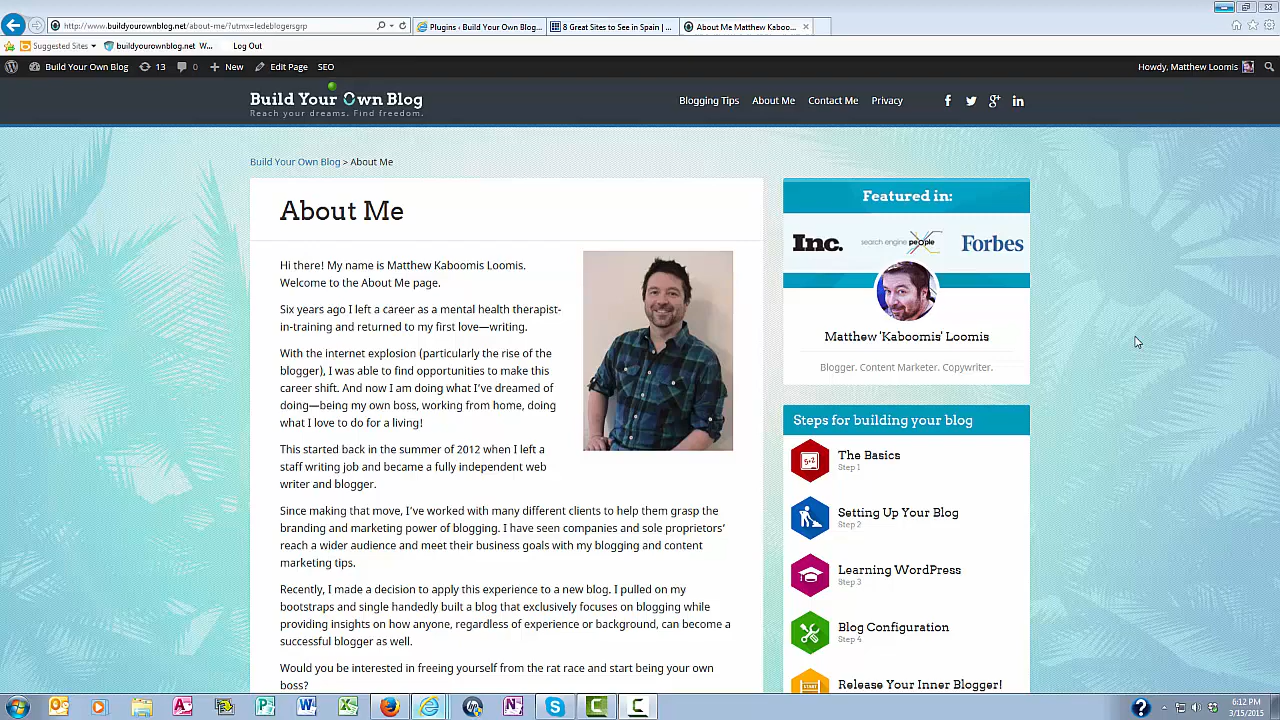 http://www.buildyourownblog.net/about-me/?utmx=ledeblogersgrp
Plugins ‹ Build Your Own Blog...
8 Great Sites to See in Spain | ...
About Me Matthew Kaboo...
Suggested Sites
buildyourownblog.net W...
Log Out
Build Your Own Blog
13
0
New
Edit Page
SEO
Howdy, Matthew Loomis
Build Your Own Blog
Reach your dreams. Find freedom.
Blogging Tips
About Me
Contact Me
Privacy
Build Your Own Blog > About Me
About Me
Hi there! My name is Matthew Kaboomis Loomis.
Welcome to the About Me page.
Six years ago I left a career as a mental health therapist-
in-training and returned to my first love—writing.
With the internet explosion (particularly the rise of the
blogger), I was able to find opportunities to make this
career shift. And now I am doing what I've dreamed of
doing—being my own boss, working from home, doing
what I love to do for a living!
This started back in the summer of 2012 when I left a
staff writing job and became a fully independent web
writer and blogger.
Since making that move, I've worked with many different clients to help them grasp the
branding and marketing power of blogging. I have seen companies and sole proprietors'
reach a wider audience and meet their business goals with my blogging and content
marketing tips.
Recently, I made a decision to apply this experience to a new blog. I pulled on my
bootstraps and single handedly built a blog that exclusively focuses on blogging while
providing insights on how anyone, regardless of experience or background, can become a
successful blogger as well.
Would you be interested in freeing yourself from the rat race and start being your own
boss?
Featured in:
Inc.
search engine people
Forbes
Matthew 'Kaboomis' Loomis
Blogger. Content Marketer. Copywriter.
Steps for building your blog
The Basics
Step 1
Setting Up Your Blog
Step 2
Learning WordPress
Step 3
Blog Configuration
Step 4
Release Your Inner Blogger!
START
6:12 PM
3/15/2015